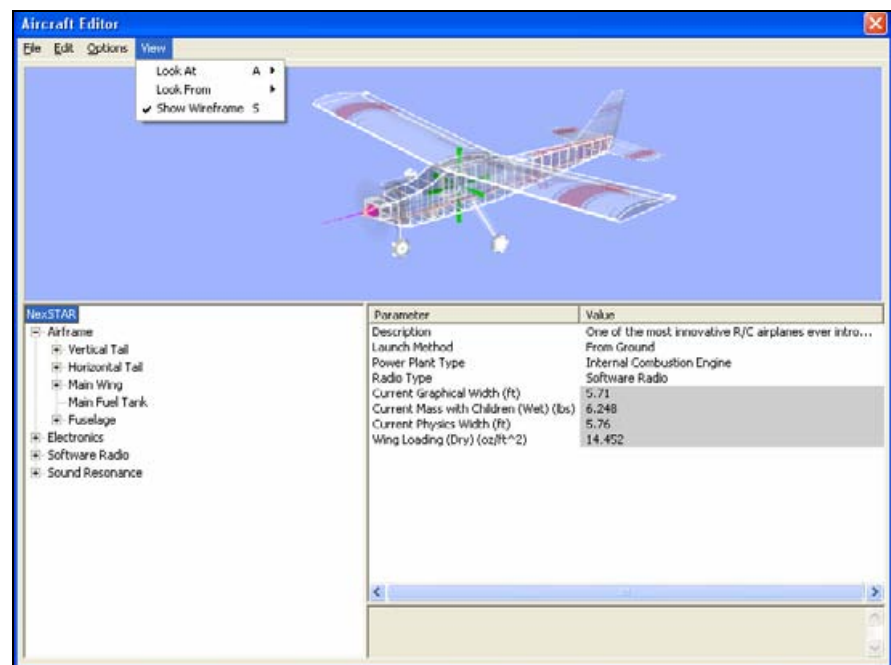 Aircraft Editor
File Edit Options View
Look At A
Look From
Show Wireframe S
NexSTAR
Airframe
Vertical Tail
Horizontal Tail
Main Wing
Main Fuel Tank
Fuselage
Electronics
Software Radio
Sound Resonance
Parameter Value
Description One of the most innovative R/C airplanes ever intro...
Launch Method From Ground
Power Plant Type Internal Combustion Engine
Radio Type Software Radio
Current Graphical Width (ft) 5.71
Current Mass with Children (Wet) (lbs) 6.248
Current Physics Width (ft) 5.76
Wing Loading (Dry) (oz/ft^2) 14.452